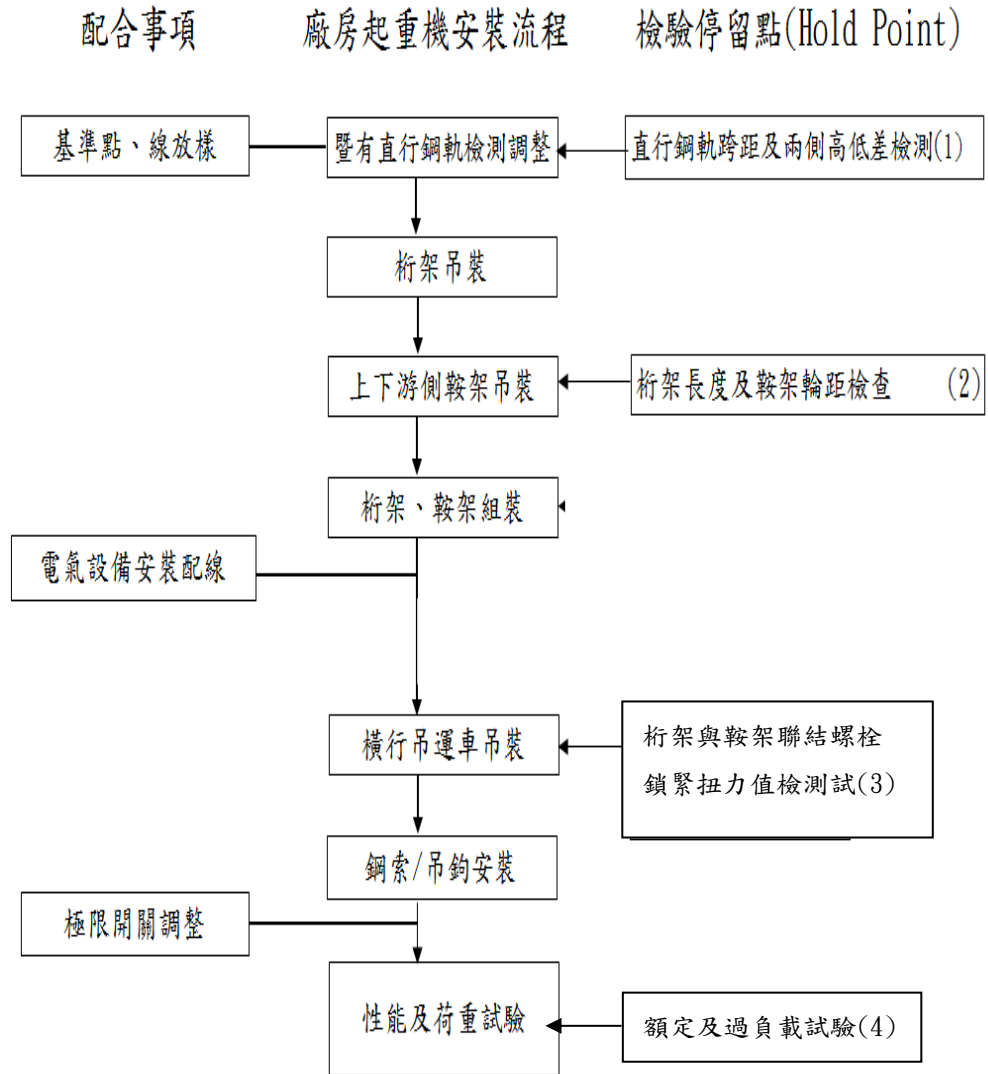 配合事項 廠房起重機安裝流程 檢驗停留點(Hold Point)
基準點、線放樣 暨有直行鋼軌檢測調整 直行鋼軌跨距及兩側高低差檢測(1)
桁架吊裝
上下游側鞍架吊裝 桁架長度及鞍架輪距檢查 (2)
桁架、鞍架組裝
電氣設備安裝配線
橫行吊運車吊裝 桁架與鞍架聯結螺栓
鎖緊扭力值檢測試(3)
鋼索/吊鉤安裝
極限開關調整
性能及荷重試驗 額定及過負載試驗(4)